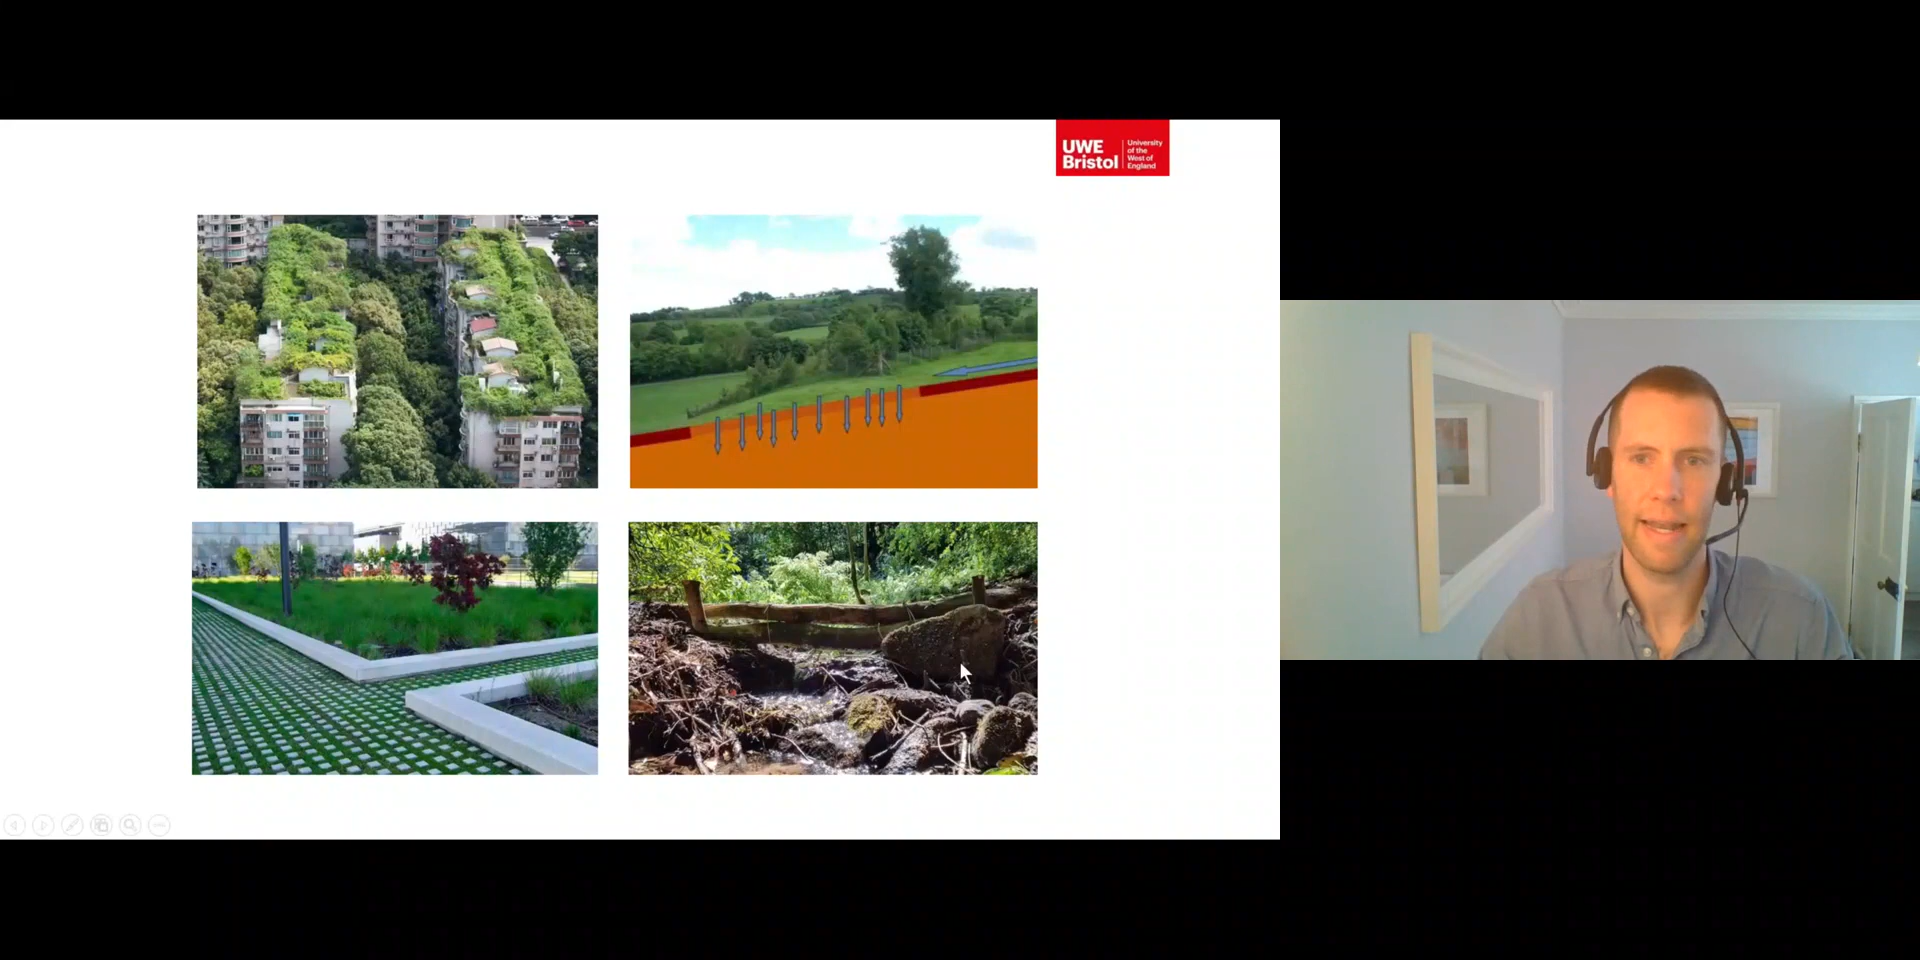 UWE
Bristol
University
of the
West of
England